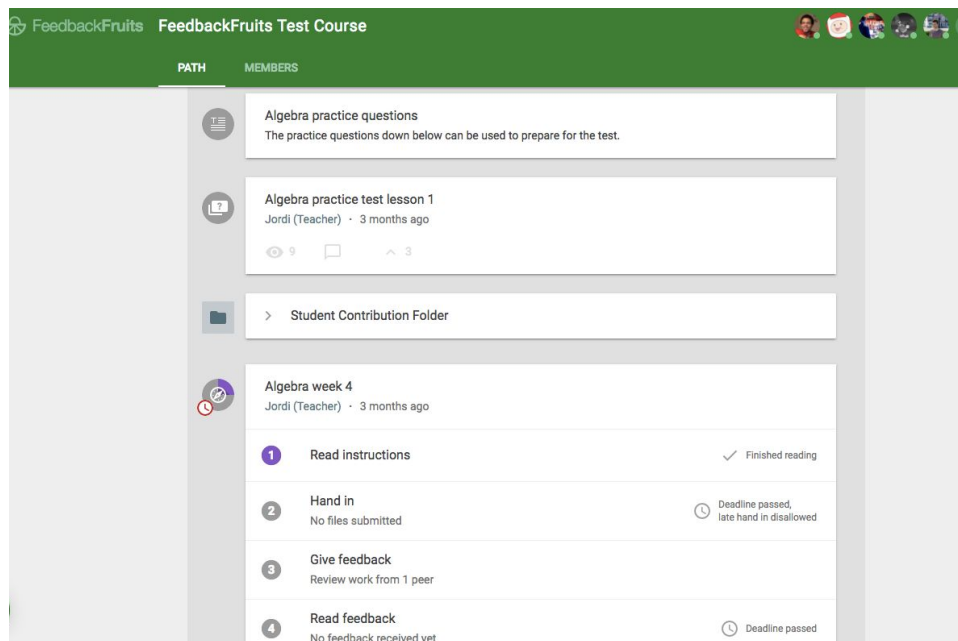 FeedbackFruits FeedbackFruits Test Course
PATH MEMBERS
Algebra practice questions
The practice questions down below can be used to prepare for the test.
Algebra practice test lesson 1
Jordi (Teacher) · 3 months ago
9 3
Student Contribution Folder
Algebra week 4
Jordi (Teacher) · 3 months ago
1 Read instructions Finished reading
2 Hand in
No files submitted
Deadline passed,
late hand in disallowed
3 Give feedback
Review work from 1 peer
4 Read feedback
No feedback received yet
Deadline passed